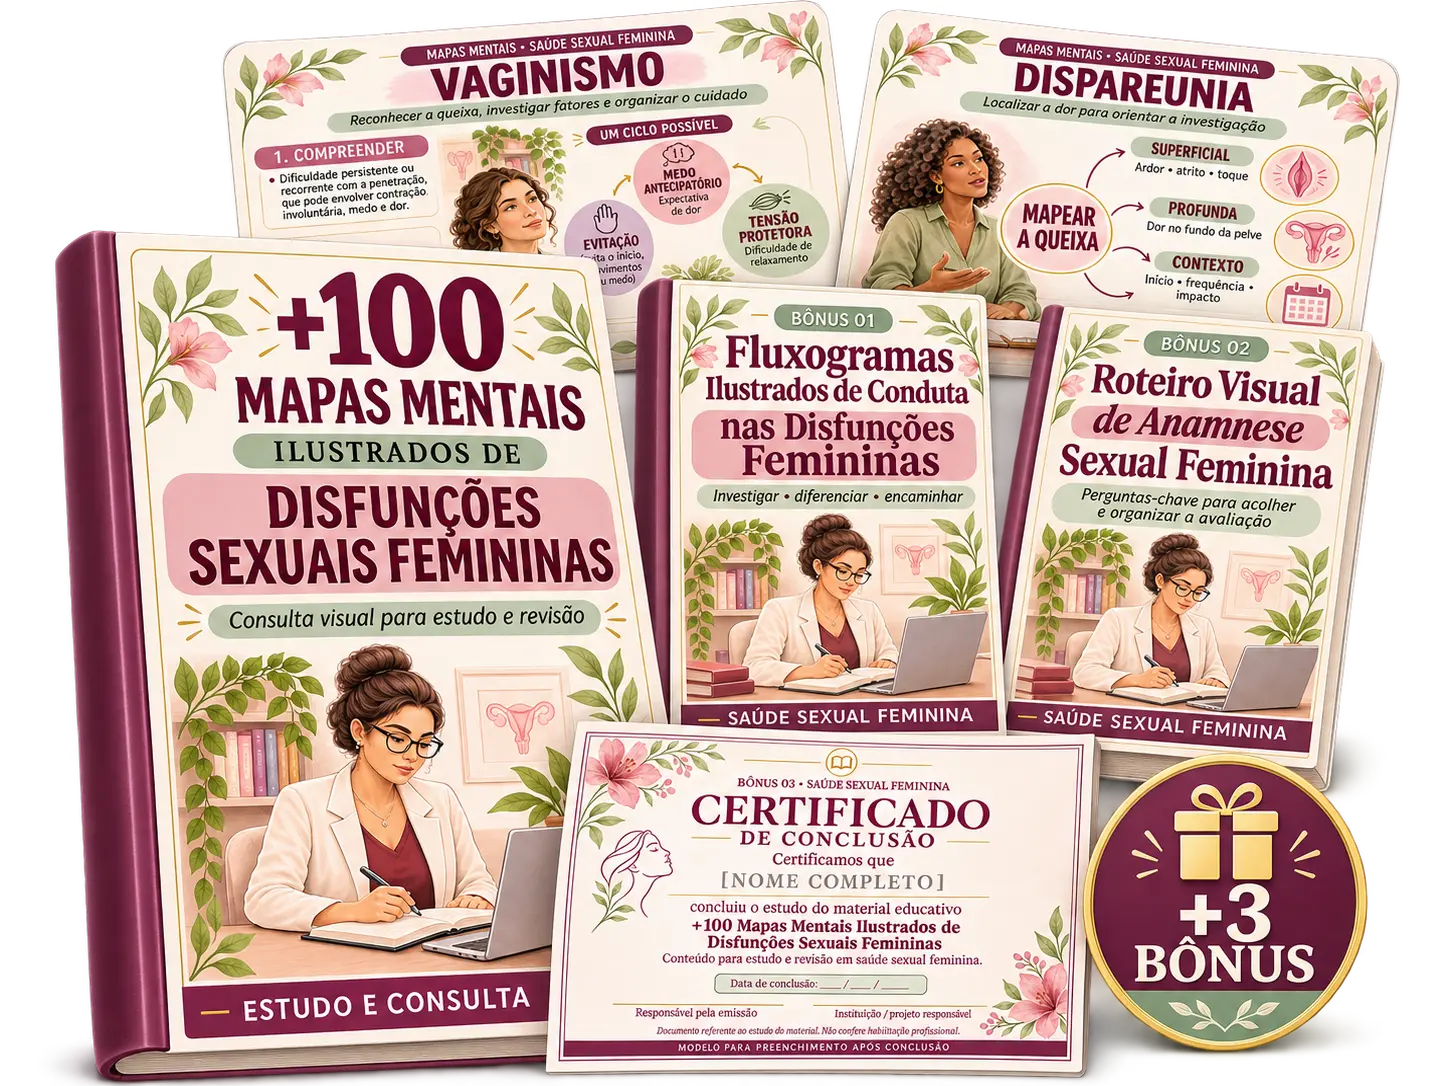 MAPAS MENTAIS • SAÚDE SEXUAL FEMININA
VAGINISMO
Reconhecer a queixa, investigar fatores e organizar o cuidado
1. COMPREENDER
• Dificuldade persistente ou
recorrente com a penetração,
que pode envolver contração
involuntária, medo e dor.
UM CICLO POSSÍVEL
MEDO
ANTECIPATÓRIO
Expectativa
de dor
EVITAÇÃO
o início,
TENSÃO
PROTETORA
Dificuldade de
relaxamento
MAPAS MENTAIS • SAÚDE SEXUAL FEMININA
DISPAREUNIA
Localizar a dor para orientar a investigação
MAPEAR
A QUEIXA
SUPERFICIAL
Ardor • atrito • toque
PROFUNDA
Dor no fundo da pelve
CONTEXTO
Início • frequência •
impacto
+100
MAPAS MENTAIS
ILUSTRADOS DE
DISFUNÇÕES
SEXUAIS FEMININAS
Consulta visual para estudo e revisão
ESTUDO E CONSULTA
BÔNUS 01
Fluxogramas
Ilustrados de Conduta
nas Disfunções
Femininas
Investigar • diferenciar • encaminhar
SAÚDE SEXUAL FEMININA
BÔNUS 02
Roteiro Visual
de Anamnese
Sexual Feminina
Perguntas-chave para acolher
e organizar a avaliação
SAÚDE SEXUAL FEMININA
BÔNUS 03 • SAÚDE SEXUAL FEMININA
CERTIFICADO
DE CONCLUSÃO
Certificamos que
[NOME COMPLETO]
concluiu o estudo do material educativo
+100 Mapas Mentais Ilustrados de
Disfunções Sexuais Femininas
Conteúdo para estudo e revisão em saúde sexual feminina.
Data de conclusão: ___ / ___ / ____
Responsável pela emissão
Instituição / projeto responsável
Documento referente ao estudo do material. Não confere habilitação profissional.
MODELO PARA PREENCHIMENTO APÓS CONCLUSÃO
+3
BÔNUS